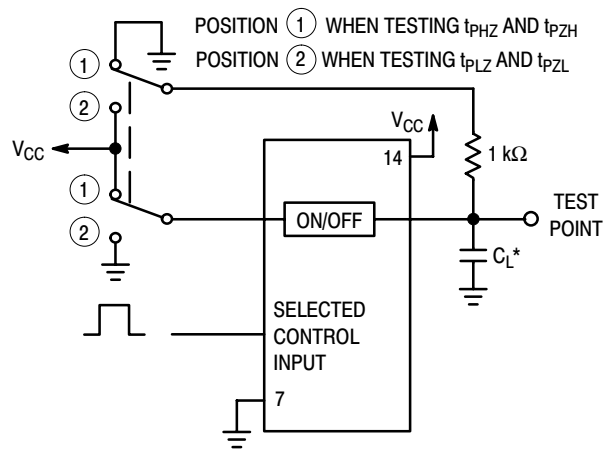 POSITION 1 WHEN TESTING tPHZ AND tPZH
POSITION 2 WHEN TESTING tPLZ AND tPZL
1
2
VCC
1
2
VCC
14
1 kΩ
ON/OFF
TEST
POINT
CL*
SELECTED
CONTROL
INPUT
7